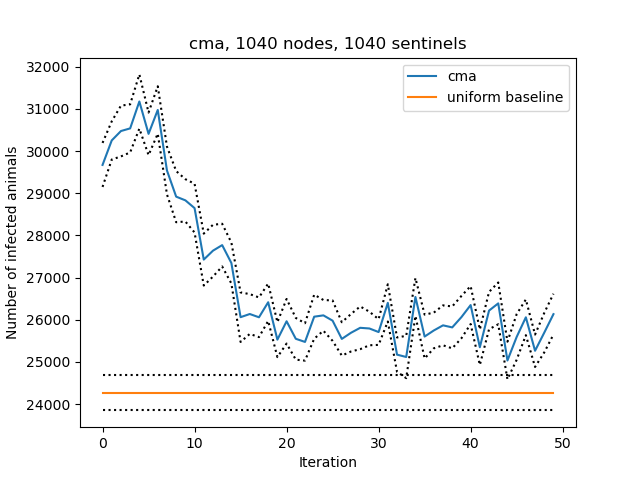 cma, 1040 nodes, 1040 sentinels
cma
uniform baseline
32000
31000
30000
29000
28000
27000
26000
25000
24000
Number of infected animals
0 10 20 30 40 50
Iteration